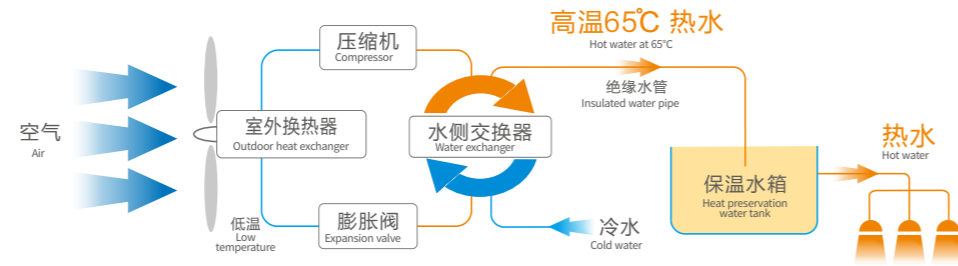 空气
Air
室外换热器
Outdoor heat exchanger
低温
Low
temperature
压缩机
Compressor
膨胀阀
Expansion valve
水侧交换器
Water exchanger
高温65℃ 热水
Hot water at 65℃
绝缘水管
Insulated water pipe
冷水
Cold water
保温水箱
Heat preservation
water tank
热水
Hot water